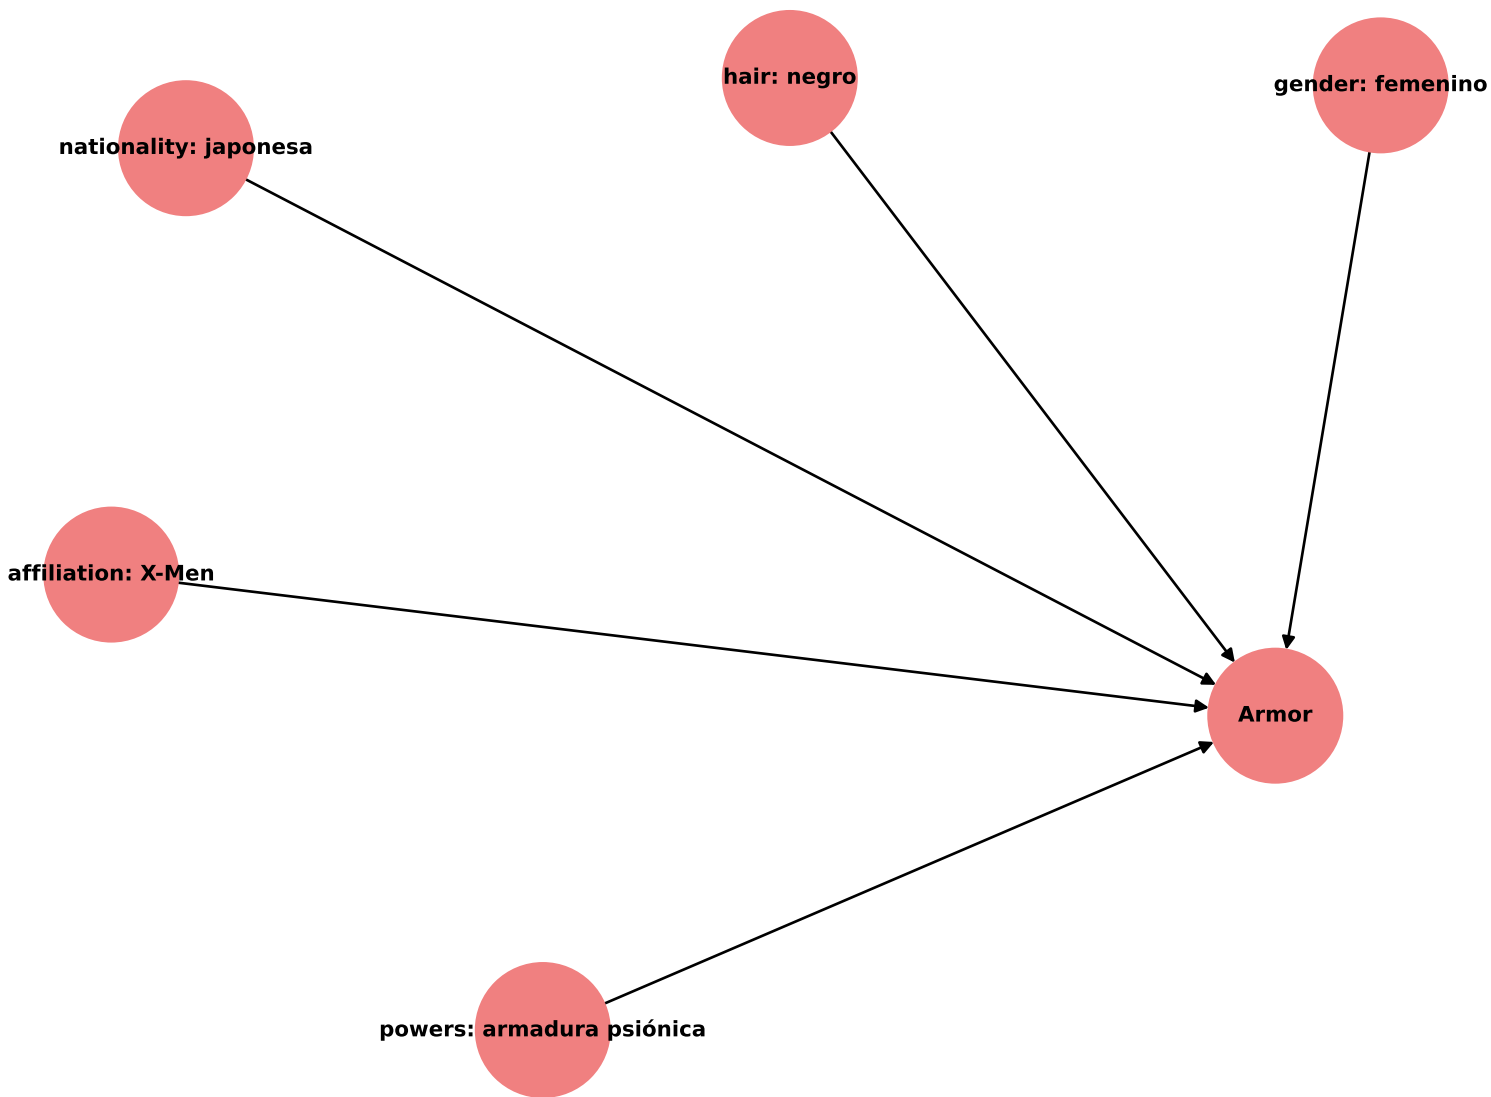 hair: negro
gender: femenino
nationality: japonesa
affiliation: X-Men
Armor
powers: armadura psiónica